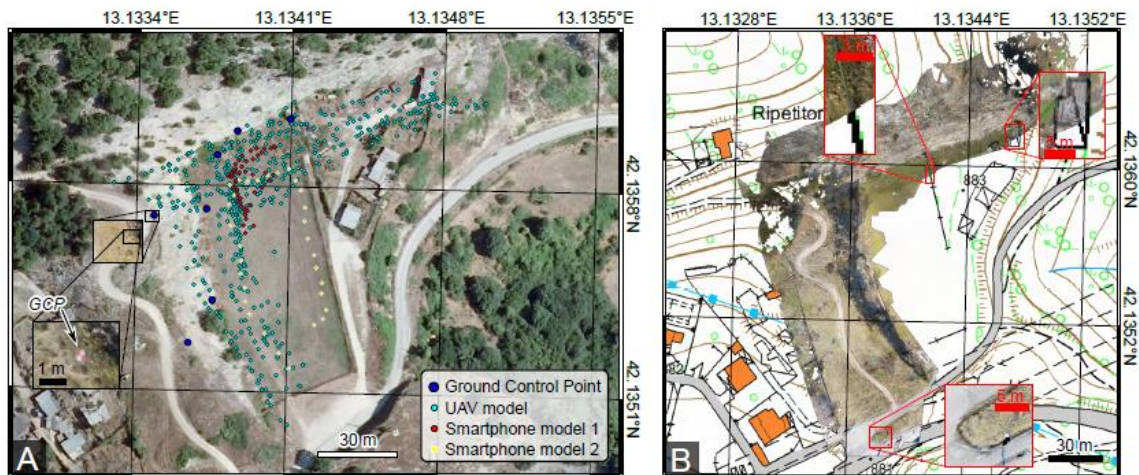 13.1334°E 13.1341°E 13.1348°E 13.1355°E
42.1358°N
42.1351°N
GCP
1 m
Ground Control Point
UAV model
Smartphone model 1
Smartphone model 2
30 m
A
13.1328°E 13.1336°E 13.1344°E 13.1352°E
42.1360°N
42.1352°N
Ripetitor
883
5 m
30 m
B